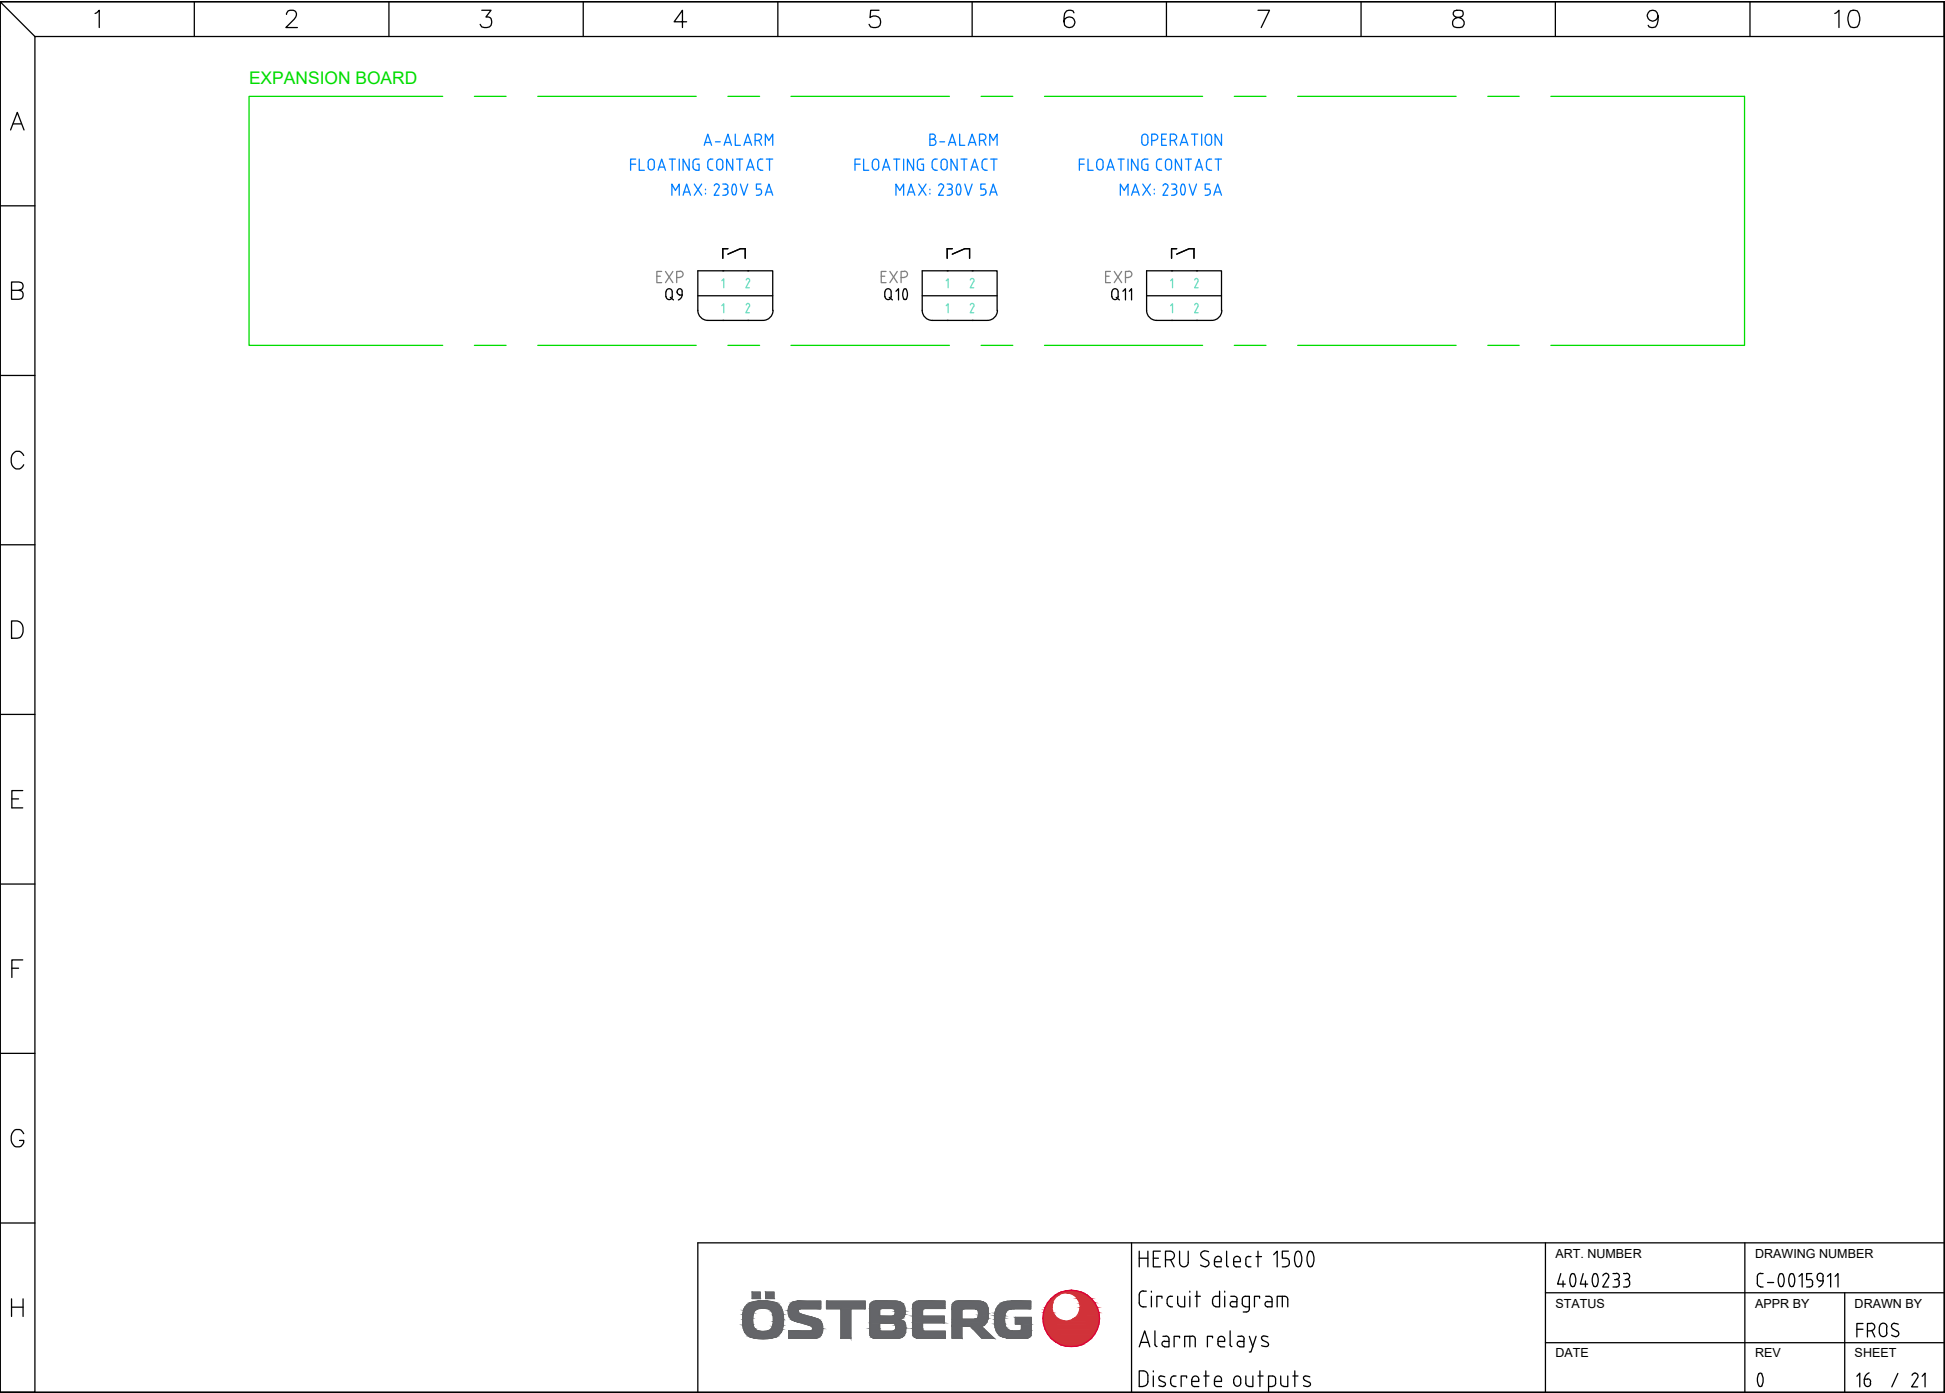 1 2 3 4 5 6 7 8 9 10
EXPANSION BOARD
A
A-ALARM
FLOATING CONTACT
MAX: 230V 5A
B-ALARM
FLOATING CONTACT
MAX: 230V 5A
OPERATION
FLOATING CONTACT
MAX: 230V 5A
B
EXP
Q9
1 2
1 2
EXP
Q10
1 2
1 2
EXP
Q11
1 2
1 2
C
D
E
F
G
H
ÖSTBERG
HERU Select 1500
Circuit diagram
Alarm relays
Discrete outputs
ART. NUMBER
4040233
DRAWING NUMBER
C-0015911
STATUS
APPR BY
DRAWN BY
FROS
DATE
REV
0
SHEET
16 / 21